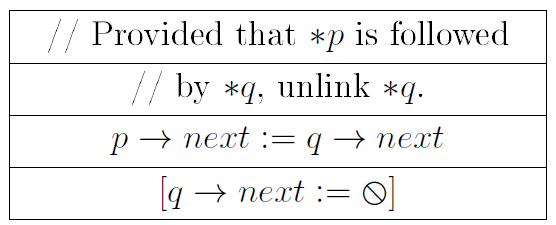 // Provided that ∗p is followed
// by ∗q, unlink ∗q.
p → next := q → next
[q → next := ⦸]